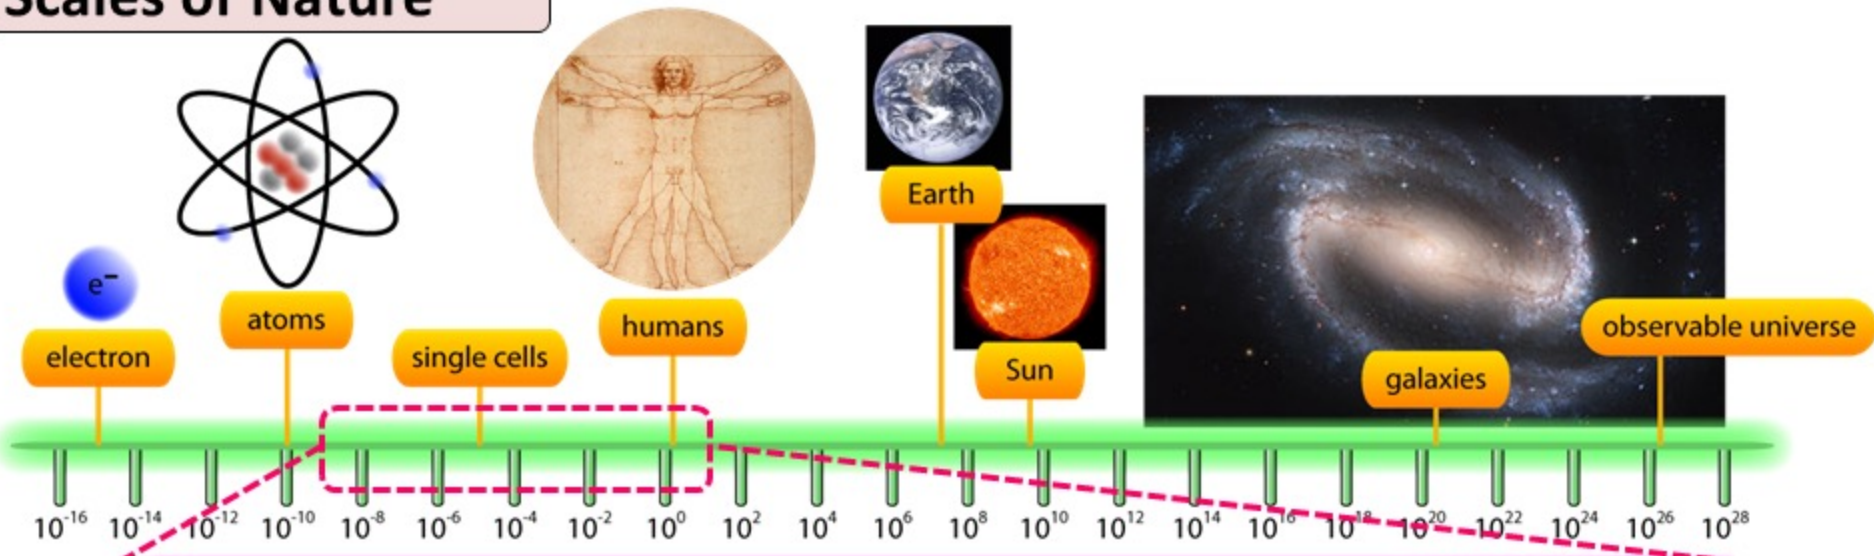 Scales of Nature
Earth
e⁻
atoms
humans
observable universe
electron
single cells
Sun
galaxies
10⁻¹⁶ 10⁻¹⁴ 10⁻¹² 10⁻¹⁰ 10⁻⁸ 10⁻⁶ 10⁻⁴ 10⁻² 10⁰ 10² 10⁴ 10⁶ 10⁸ 10¹⁰ 10¹² 10¹⁴ 10¹⁶ 10¹⁸ 10²⁰ 10²² 10²⁴ 10²⁶ 10²⁸